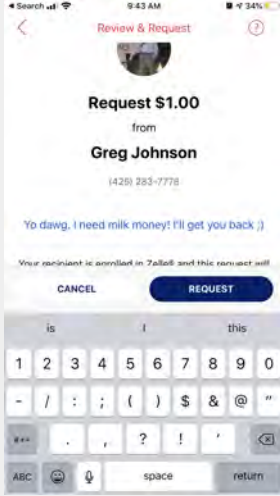 Search 9:43 AM 34%
Review & Request ?
Request $1.00
from
Greg Johnson
(425) 283-7778
Yo dawg, I need milk money! I'll get you back ;)
Your recipient is enrolled in Zelle® and this request will
CANCEL REQUEST
is I this
1 2 3 4 5 6 7 8 9 0
- / : ; ( ) $ & @ "
#+= . , ? ! '
ABC space return